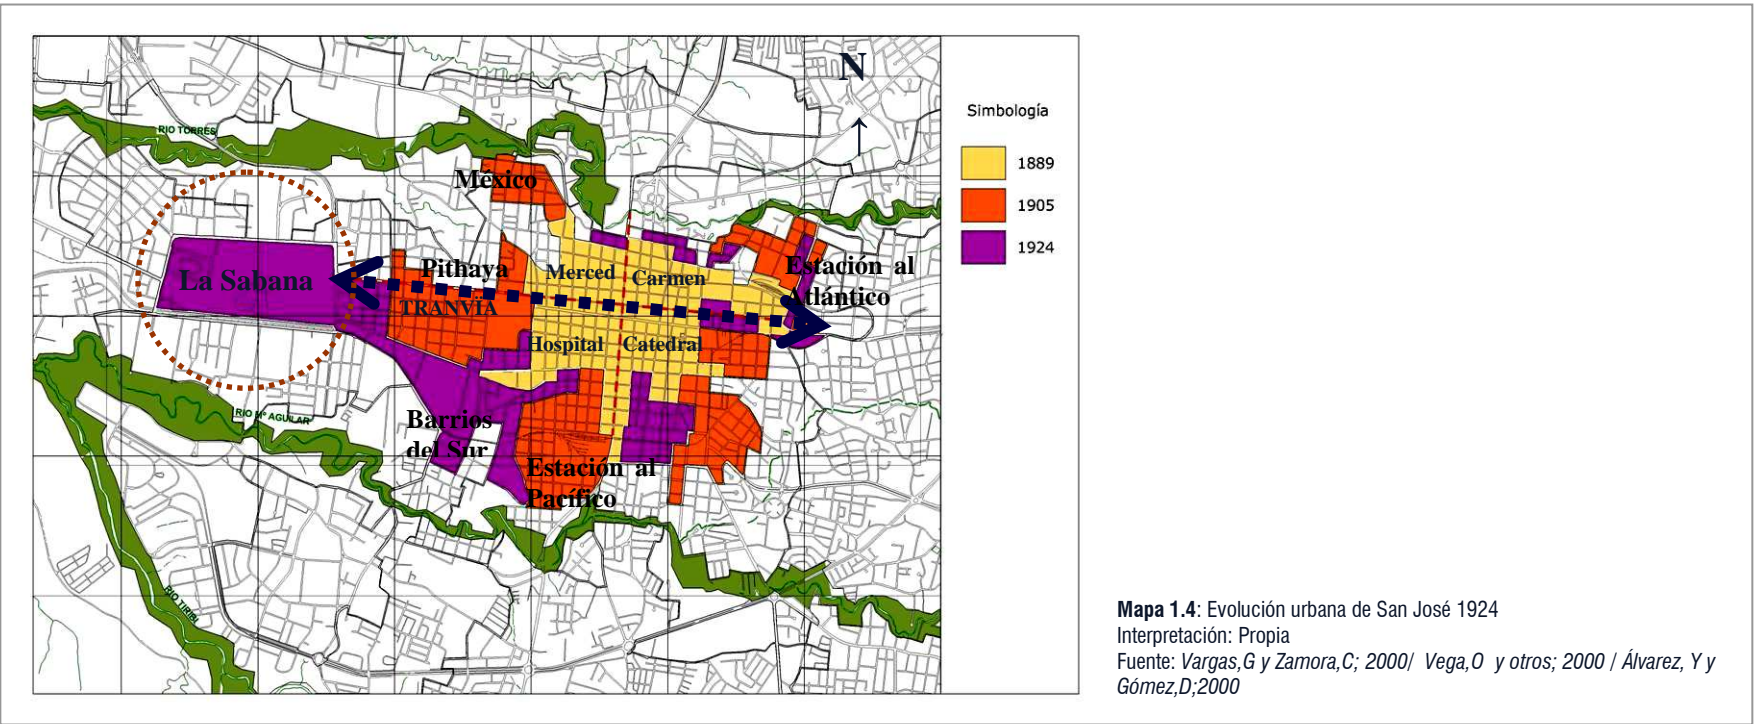 N
RIO TORRES
México
La Sabana
Pithaya
TRANVÏA
Merced
Carmen
Estación al
Atlántico
Hospital
Catedral
RIO Mª AGUILAR
Barrios
del Sur
Estación al
Pacífico
RIO TIRIBI
Simbología
1889
1905
1924
Mapa 1.4: Evolución urbana de San José 1924
Interpretación: Propia
Fuente: Vargas,G y Zamora,C; 2000/ Vega,O y otros; 2000 / Álvarez, Y y
Gómez,D;2000